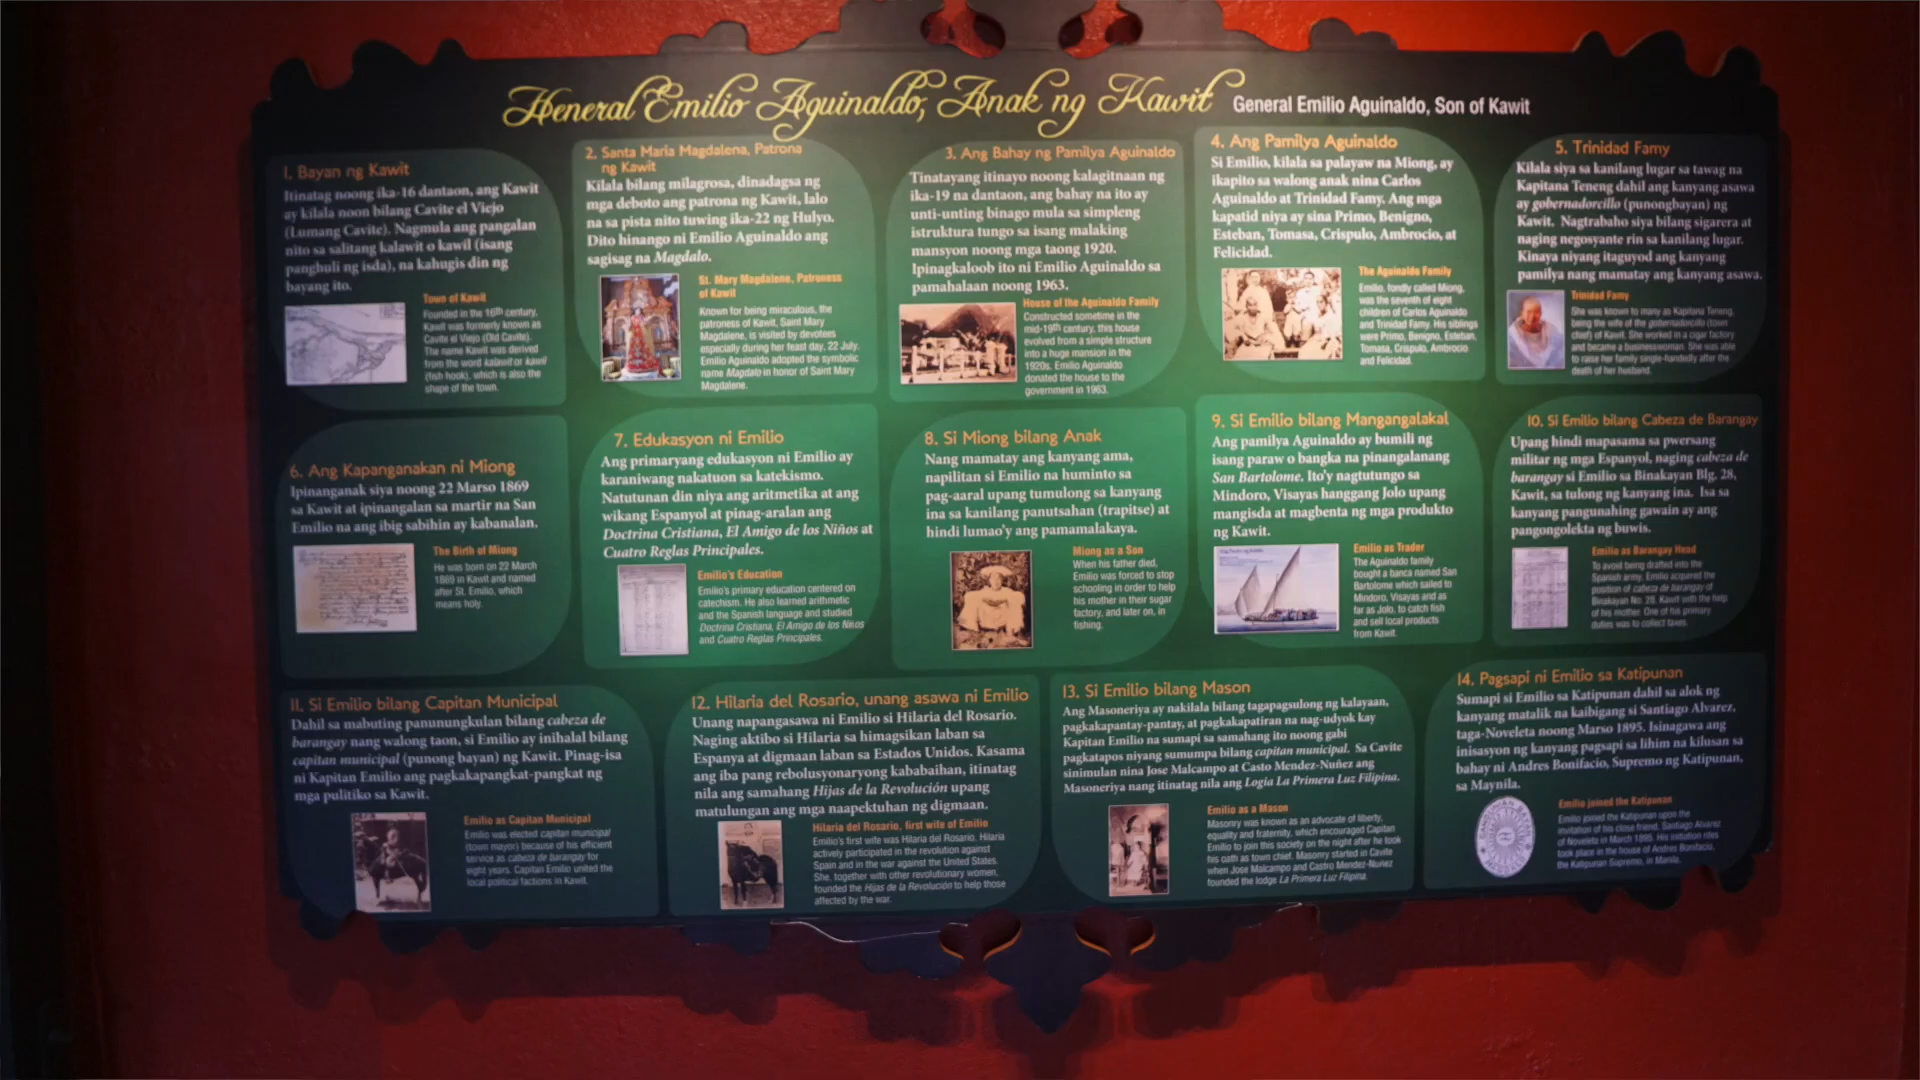 Heneral Emilio Aguinaldo, Anak ng Kawit
General Emilio Aguinaldo, Son of Kawit
1. Bayan ng Kawit
Itinatag noong ika-16 dantaon, ang Kawit
ay kilala noon bilang Cavite el Viejo
(Lumang Cavite). Nagmula ang pangalan
nito sa salitang kalawit o kawil (isang
panghuli ng isda), na kahugis din ng
bayang ito.
Town of Kawit
Founded in the 16th century,
Kawit was formerly known as
Cavite el Viejo (Old Cavite).
The name Kawit was derived
from the word kalawit or kawil
(fish hook), which is also the
shape of the town.
2. Santa Maria Magdalena, Patrona
ng Kawit
Kilala bilang milagrosa, dinadagsa ng
mga deboto ang patrona ng Kawit, lalo
na sa pista nito tuwing ika-22 ng Hulyo.
Dito hinango ni Emilio Aguinaldo ang
sagisag na Magdalo.
St. Mary Magdalene, Patroness
of Kawit
Known for being miraculous, the
patroness of Kawit, Saint Mary
Magdalene, is visited by devotees
especially during her feast day, 22 July.
Emilio Aguinaldo adopted the symbolic
name Magdalo in honor of Saint Mary
Magdalene.
3. Ang Bahay ng Pamilya Aguinaldo
Tinatayang itinayo noong kalagitnaan ng
ika-19 na dantaon, ang bahay na ito ay
unti-unting binago mula sa simpleng
istruktura tungo sa isang malaking
mansyon noong mga taong 1920.
Ipinagkaloob ito ni Emilio Aguinaldo sa
pamahalaan noong 1963.
House of the Aguinaldo Family
Constructed sometime in the
mid-19th century, this house
evolved from a simple structure
into a huge mansion in the
1920s. Emilio Aguinaldo
donated the house to the
government in 1963.
4. Ang Pamilya Aguinaldo
Si Emilio, kilala sa palayaw na Miong, ay
ikapito sa walong anak nina Carlos
Aguinaldo at Trinidad Famy. Ang mga
kapatid niya ay sina Primo, Benigno,
Esteban, Tomasa, Crispulo, Ambrocio, at
Felicidad.
The Aguinaldo Family
Emilio, fondly called Miong,
was the seventh of eight
children of Carlos Aguinaldo
and Trinidad Famy. His siblings
were Primo, Benigno, Esteban,
Tomasa, Crispulo, Ambrocio
and Felicidad.
5. Trinidad Famy
Kilala siya sa kanilang lugar sa tawag na
Kapitana Teneng dahil ang kanyang asawa
ay gobernadorcillo (punongbayan) ng
Kawit. Nagtrabaho siya bilang sigarera at
naging negosyante rin sa kanilang lugar.
Kinaya niyang itaguyod ang kanyang
pamilya nang mamatay ang kanyang asawa.
Trinidad Famy
She was known to many as Kapitana Teneng,
being the wife of the gobernadorcillo (town
chief) of Kawit. She worked in a cigar factory
and became a businesswoman. She was able
to raise her family single-handedly after the
death of her husband.
6. Ang Kapanganakan ni Miong
Ipinanganak siya noong 22 Marso 1869
sa Kawit at ipinangalan sa martir na San
Emilio na ang ibig sabihin ay kabanalan.
The Birth of Miong
He was born on 22 March
1869 in Kawit and named
after St. Emilio, which
means holy.
7. Edukasyon ni Emilio
Ang primaryang edukasyon ni Emilio ay
karaniwang nakatuon sa katekismo.
Natutunan din niya ang aritmetika at ang
wikang Espanyol at pinag-aralan ang
Doctrina Cristiana, El Amigo de los Niños at
Cuatro Reglas Principales.
Emilio's Education
Emilio's primary education centered on
catechism. He also learned arithmetic
and the Spanish language and studied
Doctrina Cristiana, El Amigo de los Niños
and Cuatro Reglas Principales.
8. Si Miong bilang Anak
Nang mamatay ang kanyang ama,
napilitan si Emilio na huminto sa
pag-aaral upang tumulong sa kanyang
ina sa kanilang panutsahan (trapitse) at
hindi lumao'y ang pamamalakaya.
Miong as a Son
When his father died,
Emilio was forced to stop
schooling in order to help
his mother in their sugar
factory, and later on, in
fishing.
9. Si Emilio bilang Mangangalakal
Ang pamilya Aguinaldo ay bumili ng
isang paraw o bangka na pinangalanang
San Bartolome. Ito'y nagtutungo sa
Mindoro, Visayas hanggang Jolo upang
mangisda at magbenta ng mga produkto
ng Kawit.
Emilio as Trader
The Aguinaldo family
bought a banca named San
Bartolome which sailed to
Mindoro, Visayas and as
far as Jolo, to catch fish
and sell local products
from Kawit.
10. Si Emilio bilang Cabeza de Barangay
Upang hindi mapasama sa pwersang
militar ng mga Espanyol, naging cabeza de
barangay si Emilio sa Binakayan Blg. 28,
Kawit, sa tulong ng kanyang ina. Isa sa
kanyang pangunahing gawain ay ang
pangongolekta ng buwis.
Emilio as Barangay Head
To avoid being drafted into the
Spanish army, Emilio acquired the
position of cabeza de barangay of
Binakayan No. 28, Kawit with the help
of his mother. One of his primary
duties was to collect taxes.
11. Si Emilio bilang Capitan Municipal
Dahil sa mabuting panunungkulan bilang cabeza de
barangay nang walong taon, si Emilio ay inihalal bilang
capitan municipal (punong bayan) ng Kawit. Pinag-isa
ni Kapitan Emilio ang pagkakapangkat-pangkat ng
mga pulitiko sa Kawit.
Emilio as Capitan Municipal
Emilio was elected capitan municipal
(town mayor) because of his efficient
service as cabeza de barangay for
eight years. Capitan Emilio united the
local political factions in Kawit.
12. Hilaria del Rosario, unang asawa ni Emilio
Unang napangasawa ni Emilio si Hilaria del Rosario.
Naging aktibo si Hilaria sa himagsikan laban sa
Espanya at digmaan laban sa Estados Unidos. Kasama
ang iba pang rebolusyonaryong kababaihan, itinatag
nila ang samahang Hijas de la Revolución upang
matulungan ang mga naapektuhan ng digmaan.
Hilaria del Rosario, first wife of Emilio
Emilio's first wife was Hilaria del Rosario. Hilaria
actively participated in the revolution against
Spain and in the war against the United States.
She, together with other revolutionary women,
founded the Hijas de la Revolución to help those
affected by the war.
13. Si Emilio bilang Mason
Ang Masoneriya ay nakilala bilang tagapagsulong ng kalayaan,
pagkakapantay-pantay, at pagkakapatiran na nag-udyok kay
Kapitan Emilio na sumapi sa samahang ito noong gabi
pagkatapos niyang sumumpa bilang capitan municipal. Sa Cavite
sinimulan nina Jose Malcampo at Casto Mendez-Nuñez ang
Masoneriya nang itinatag nila ang Logia La Primera Luz Filipina.
Emilio as a Mason
Masonry was known as an advocate of liberty,
equality and fraternity, which encouraged Capitan
Emilio to join this society on the night after he took
his oath as town chief. Masonry started in Cavite
when Jose Malcampo and Castro Mendez-Nuñez
founded the lodge La Primera Luz Filipina.
14. Pagsapi ni Emilio sa Katipunan
Sumapi si Emilio sa Katipunan dahil sa alok ng
kanyang matalik na kaibigang si Santiago Alvarez,
taga-Noveleta noong Marso 1895. Isinagawa ang
inisasyon ng kanyang pagsapi sa lihim na kilusan sa
bahay ni Andres Bonifacio, Supremo ng Katipunan,
sa Maynila.
Emilio joined the Katipunan
Emilio joined the Katipunan upon the
invitation of his close friend, Santiago Alvarez
of Noveleta in March 1895. His initiation rites
took place in the house of Andres Bonifacio,
the Katipunan Supremo, in Manila.